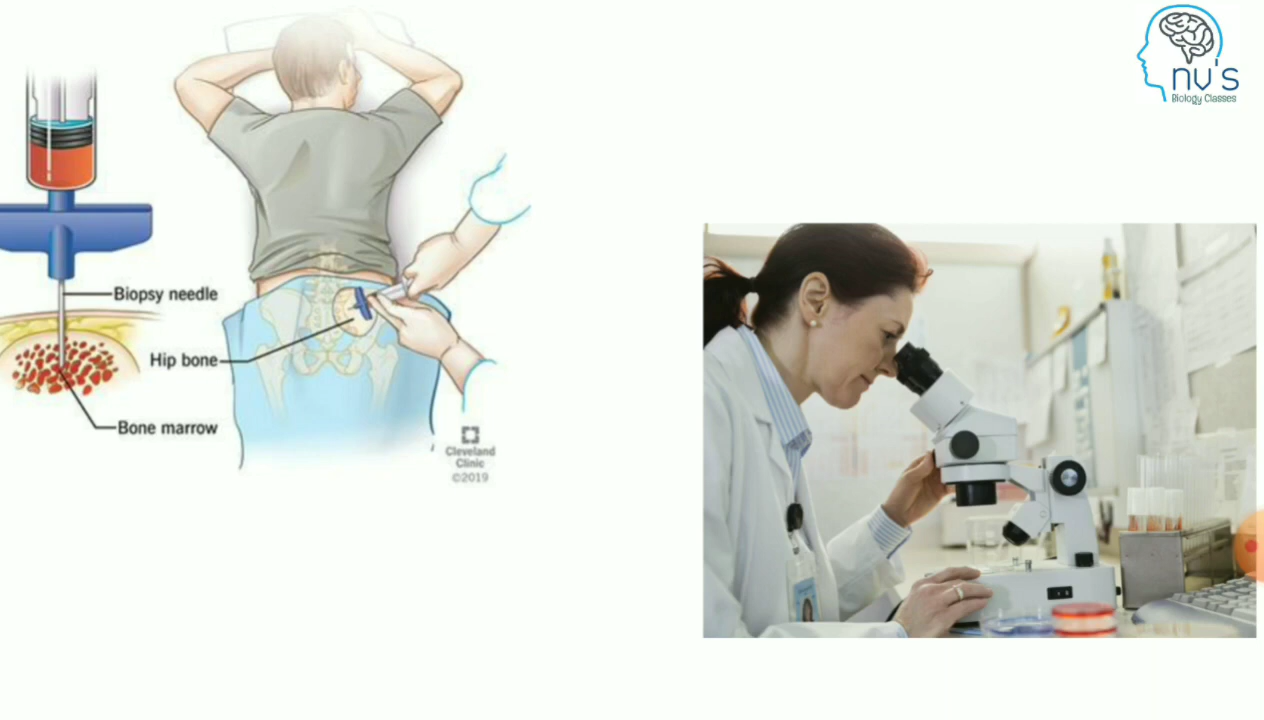 nv's
Biology Classes
Biopsy needle
Hip bone
Bone marrow
Cleveland
Clinic
©2019